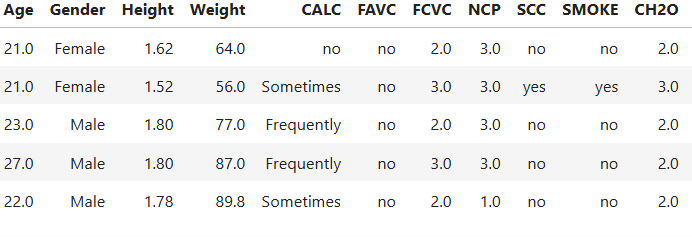 Age Gender Height Weight CALC FAVC FCVC NCP SCC SMOKE CH2O
21.0 Female 1.62 64.0 no no 2.0 3.0 no no 2.0
21.0 Female 1.52 56.0 Sometimes no 3.0 3.0 yes yes 3.0
23.0 Male 1.80 77.0 Frequently no 2.0 3.0 no no 2.0
27.0 Male 1.80 87.0 Frequently no 3.0 3.0 no no 2.0
22.0 Male 1.78 89.8 Sometimes no 2.0 1.0 no no 2.0